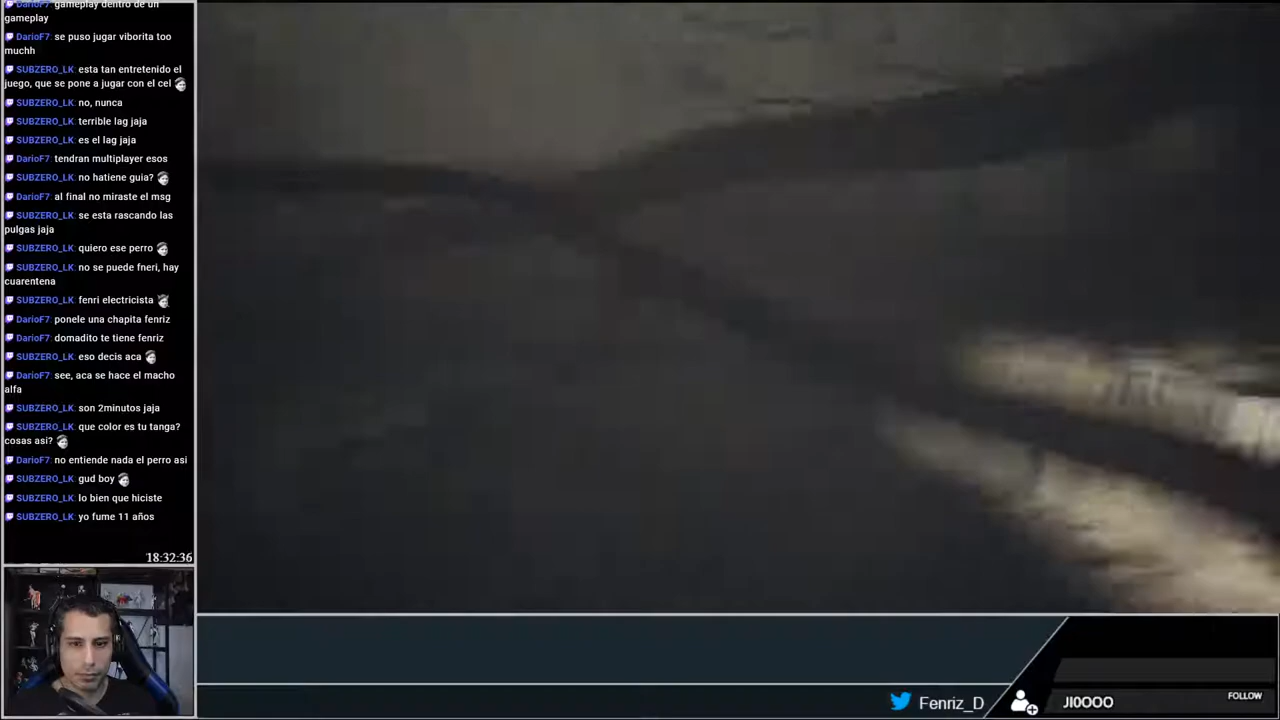 DarioF7: gameplay dentro de un
gameplay
DarioF7: se puso jugar viborita too
muchh
SUBZERO_LK: esta tan entretenido el
juego, que se pone a jugar con el cel
SUBZERO_LK: no, nunca
SUBZERO_LK: terrible lag jaja
SUBZERO_LK: es el lag jaja
DarioF7: tendran multiplayer esos
SUBZERO_LK: no hatiene guia?
DarioF7: al final no miraste el msg
SUBZERO_LK: se esta rascando las
pulgas jaja
SUBZERO_LK: quiero ese perro
SUBZERO_LK: no se puede fneri, hay
cuarentena
SUBZERO_LK: fenri electricista
DarioF7: ponele una chapita fenriz
DarioF7: domadito te tiene fenriz
SUBZERO_LK: eso decis aca
DarioF7: see, aca se hace el macho
alfa
SUBZERO_LK: son 2minutos jaja
SUBZERO_LK: que color es tu tanga?
cosas asi?
DarioF7: no entiende nada el perro asi
SUBZERO_LK: gud boy
SUBZERO_LK: lo bien que hiciste
SUBZERO_LK: yo fume 11 años
18:32:36
Fenriz_D
JI0OOO
FOLLOW